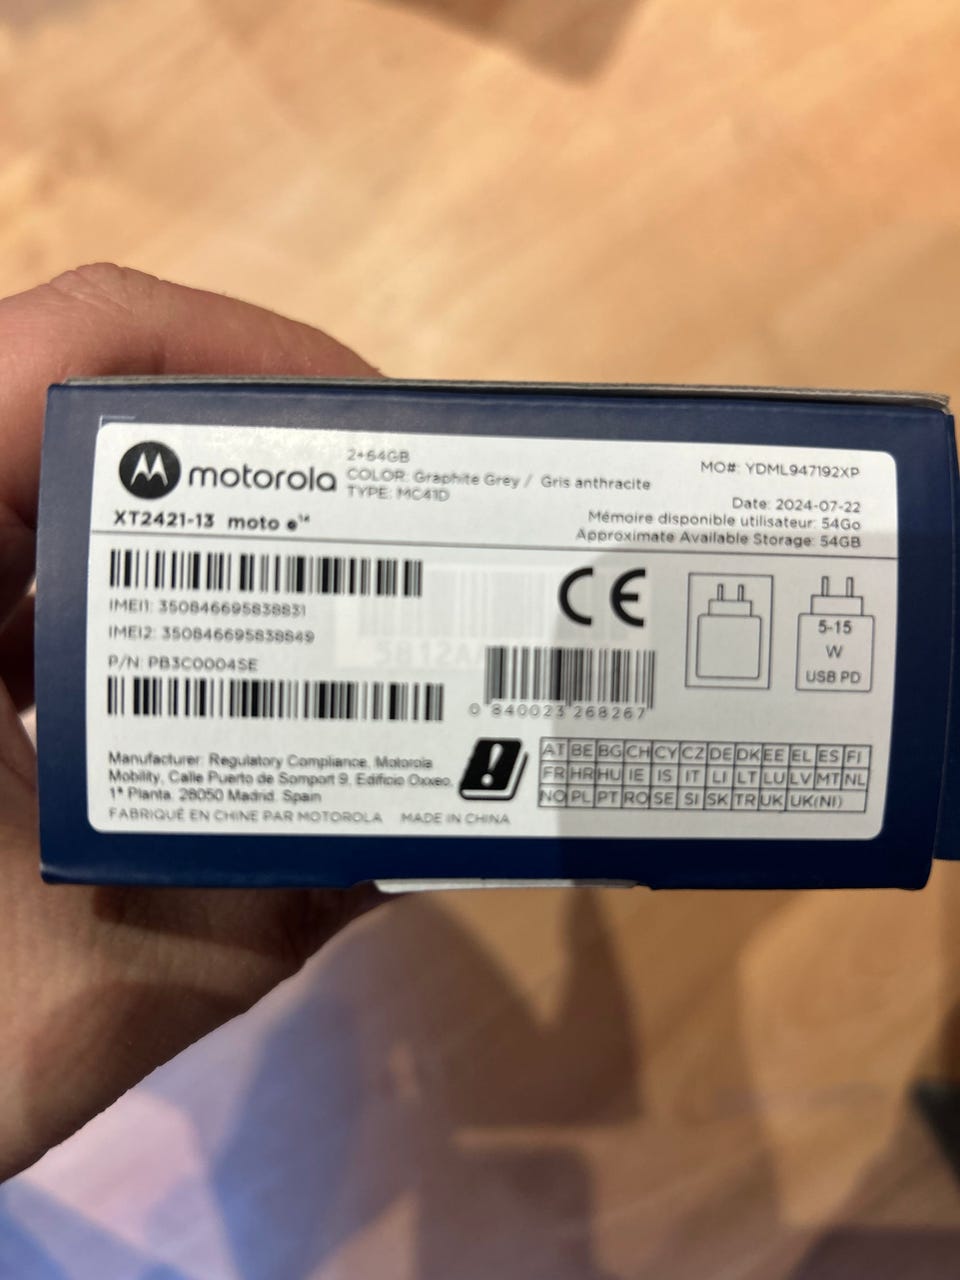 motorola
2+64GB
COLOR: Graphite Grey / Gris anthracite
TYPE: MC41D
MO#: YDML947192XP
XT2421-13 moto e¹⁴
Date: 2024-07-22
Mémoire disponible utilisateur: 54Go
Approximate Available Storage: 54GB
IMEI1: 350846695838831
IMEI2: 350846695838849
P/N: PB3C0004SE
CE
5-15
W
USB PD
0 840023 268267
Manufacturer: Regulatory Compliance, Motorola
Mobility, Calle Puerto de Somport 9, Edificio Oxxeo,
1ª Planta, 28050 Madrid, Spain
FABRIQUÉ EN CHINE PAR MOTOROLA MADE IN CHINA
AT BE BG CH CY CZ DE DK EE EL ES FI
FR HR HU IE IS IT LI LT LU LV MT NL
NO PL PT RO SE SI SK TR UK UK(NI)